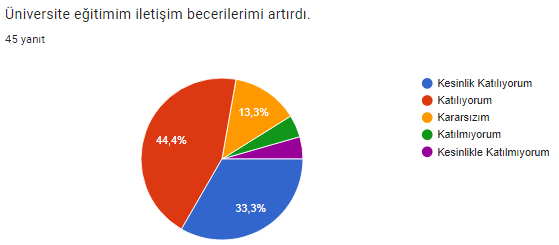 Üniversite eğitimim iletişim becerilerimi artırdı.
45 yanıt
Kesinlik Katılıyorum
Katılıyorum
Kararsızım
Katılmıyorum
Kesinlikle Katılmıyorum
13,3%
44,4%
33,3%